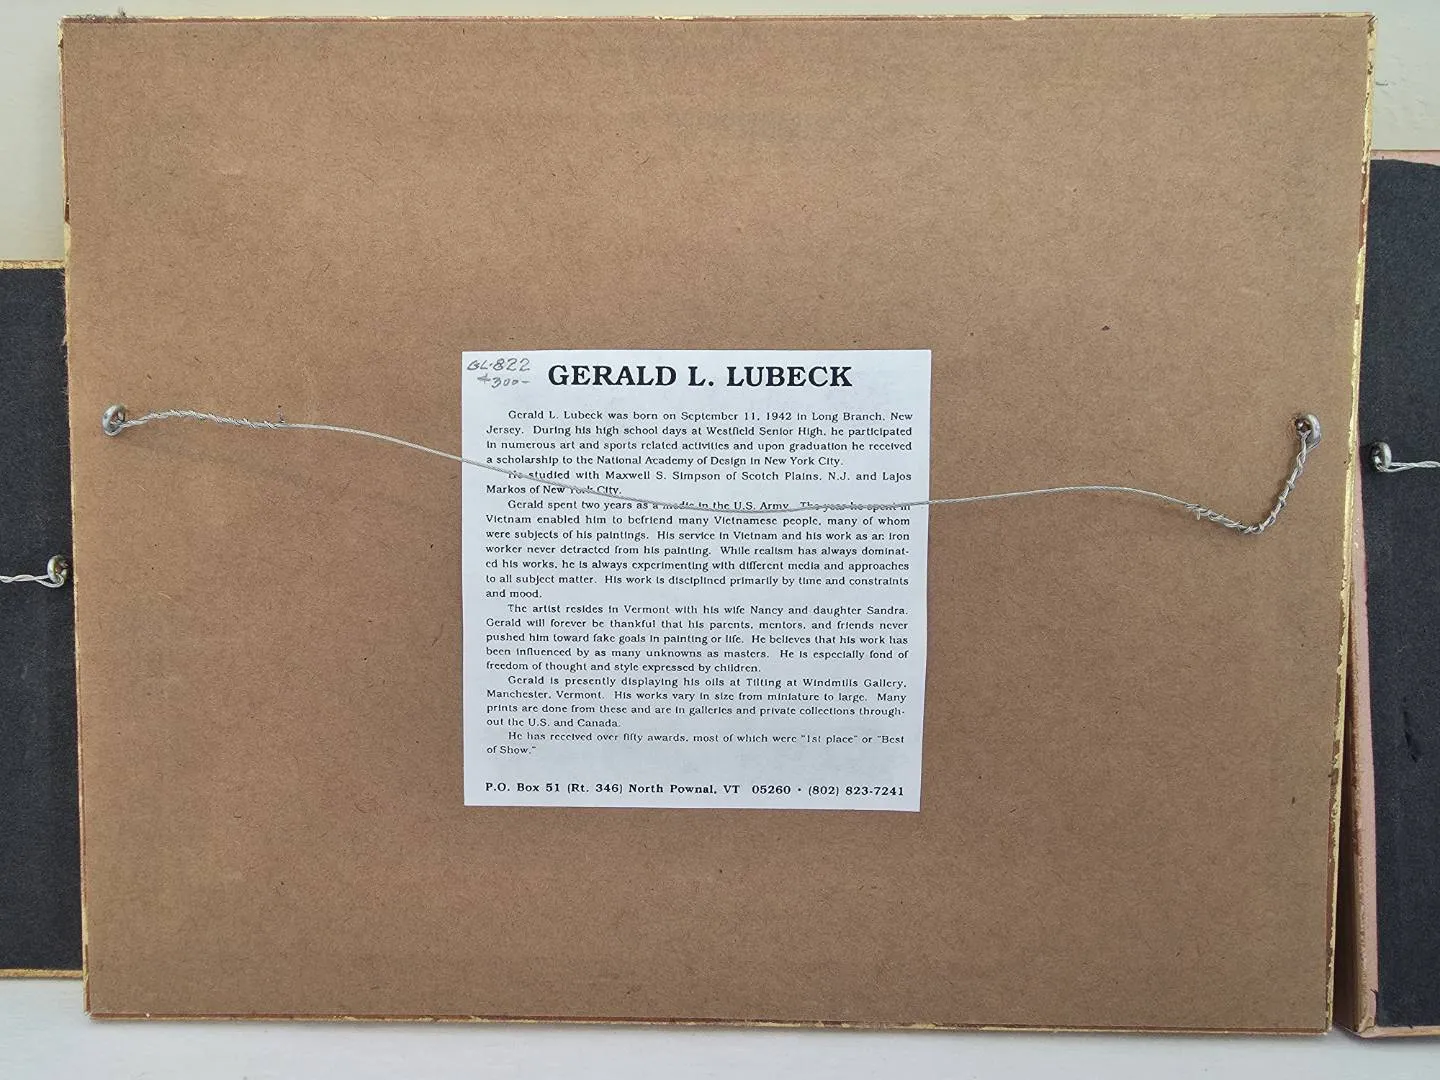 GL-822
$300-
GERALD L. LUBECK
Gerald L. Lubeck was born on September 11, 1942 in Long Branch, New
Jersey. During his high school days at Westfield Senior High, he participated
in numerous art and sports related activities and upon graduation he received
a scholarship to the National Academy of Design in New York City.
He studied with Maxwell S. Simpson of Scotch Plains, N.J. and Lajos
Markos of New York City.
Gerald spent two years as a medic in the U.S. Army. The year he spent in
Vietnam enabled him to befriend many Vietnamese people, many of whom
were subjects of his paintings. His service in Vietnam and his work as an iron
worker never detracted from his painting. While realism has always dominat-
ed his works, he is always experimenting with different media and approaches
to all subject matter. His work is disciplined primarily by time and constraints
and mood.
The artist resides in Vermont with his wife Nancy and daughter Sandra.
Gerald will forever be thankful that his parents, mentors, and friends never
pushed him toward fake goals in painting or life. He believes that his work has
been influenced by as many unknowns as masters. He is especially fond of
freedom of thought and style expressed by children.
Gerald is presently displaying his oils at Tilting at Windmills Gallery,
Manchester, Vermont. His works vary in size from miniature to large. Many
prints are done from these and are in galleries and private collections through-
out the U.S. and Canada.
He has received over fifty awards, most of which were "1st place" or "Best
of Show."
P.O. Box 51 (Rt. 346) North Pownal, VT 05260 • (802) 823-7241